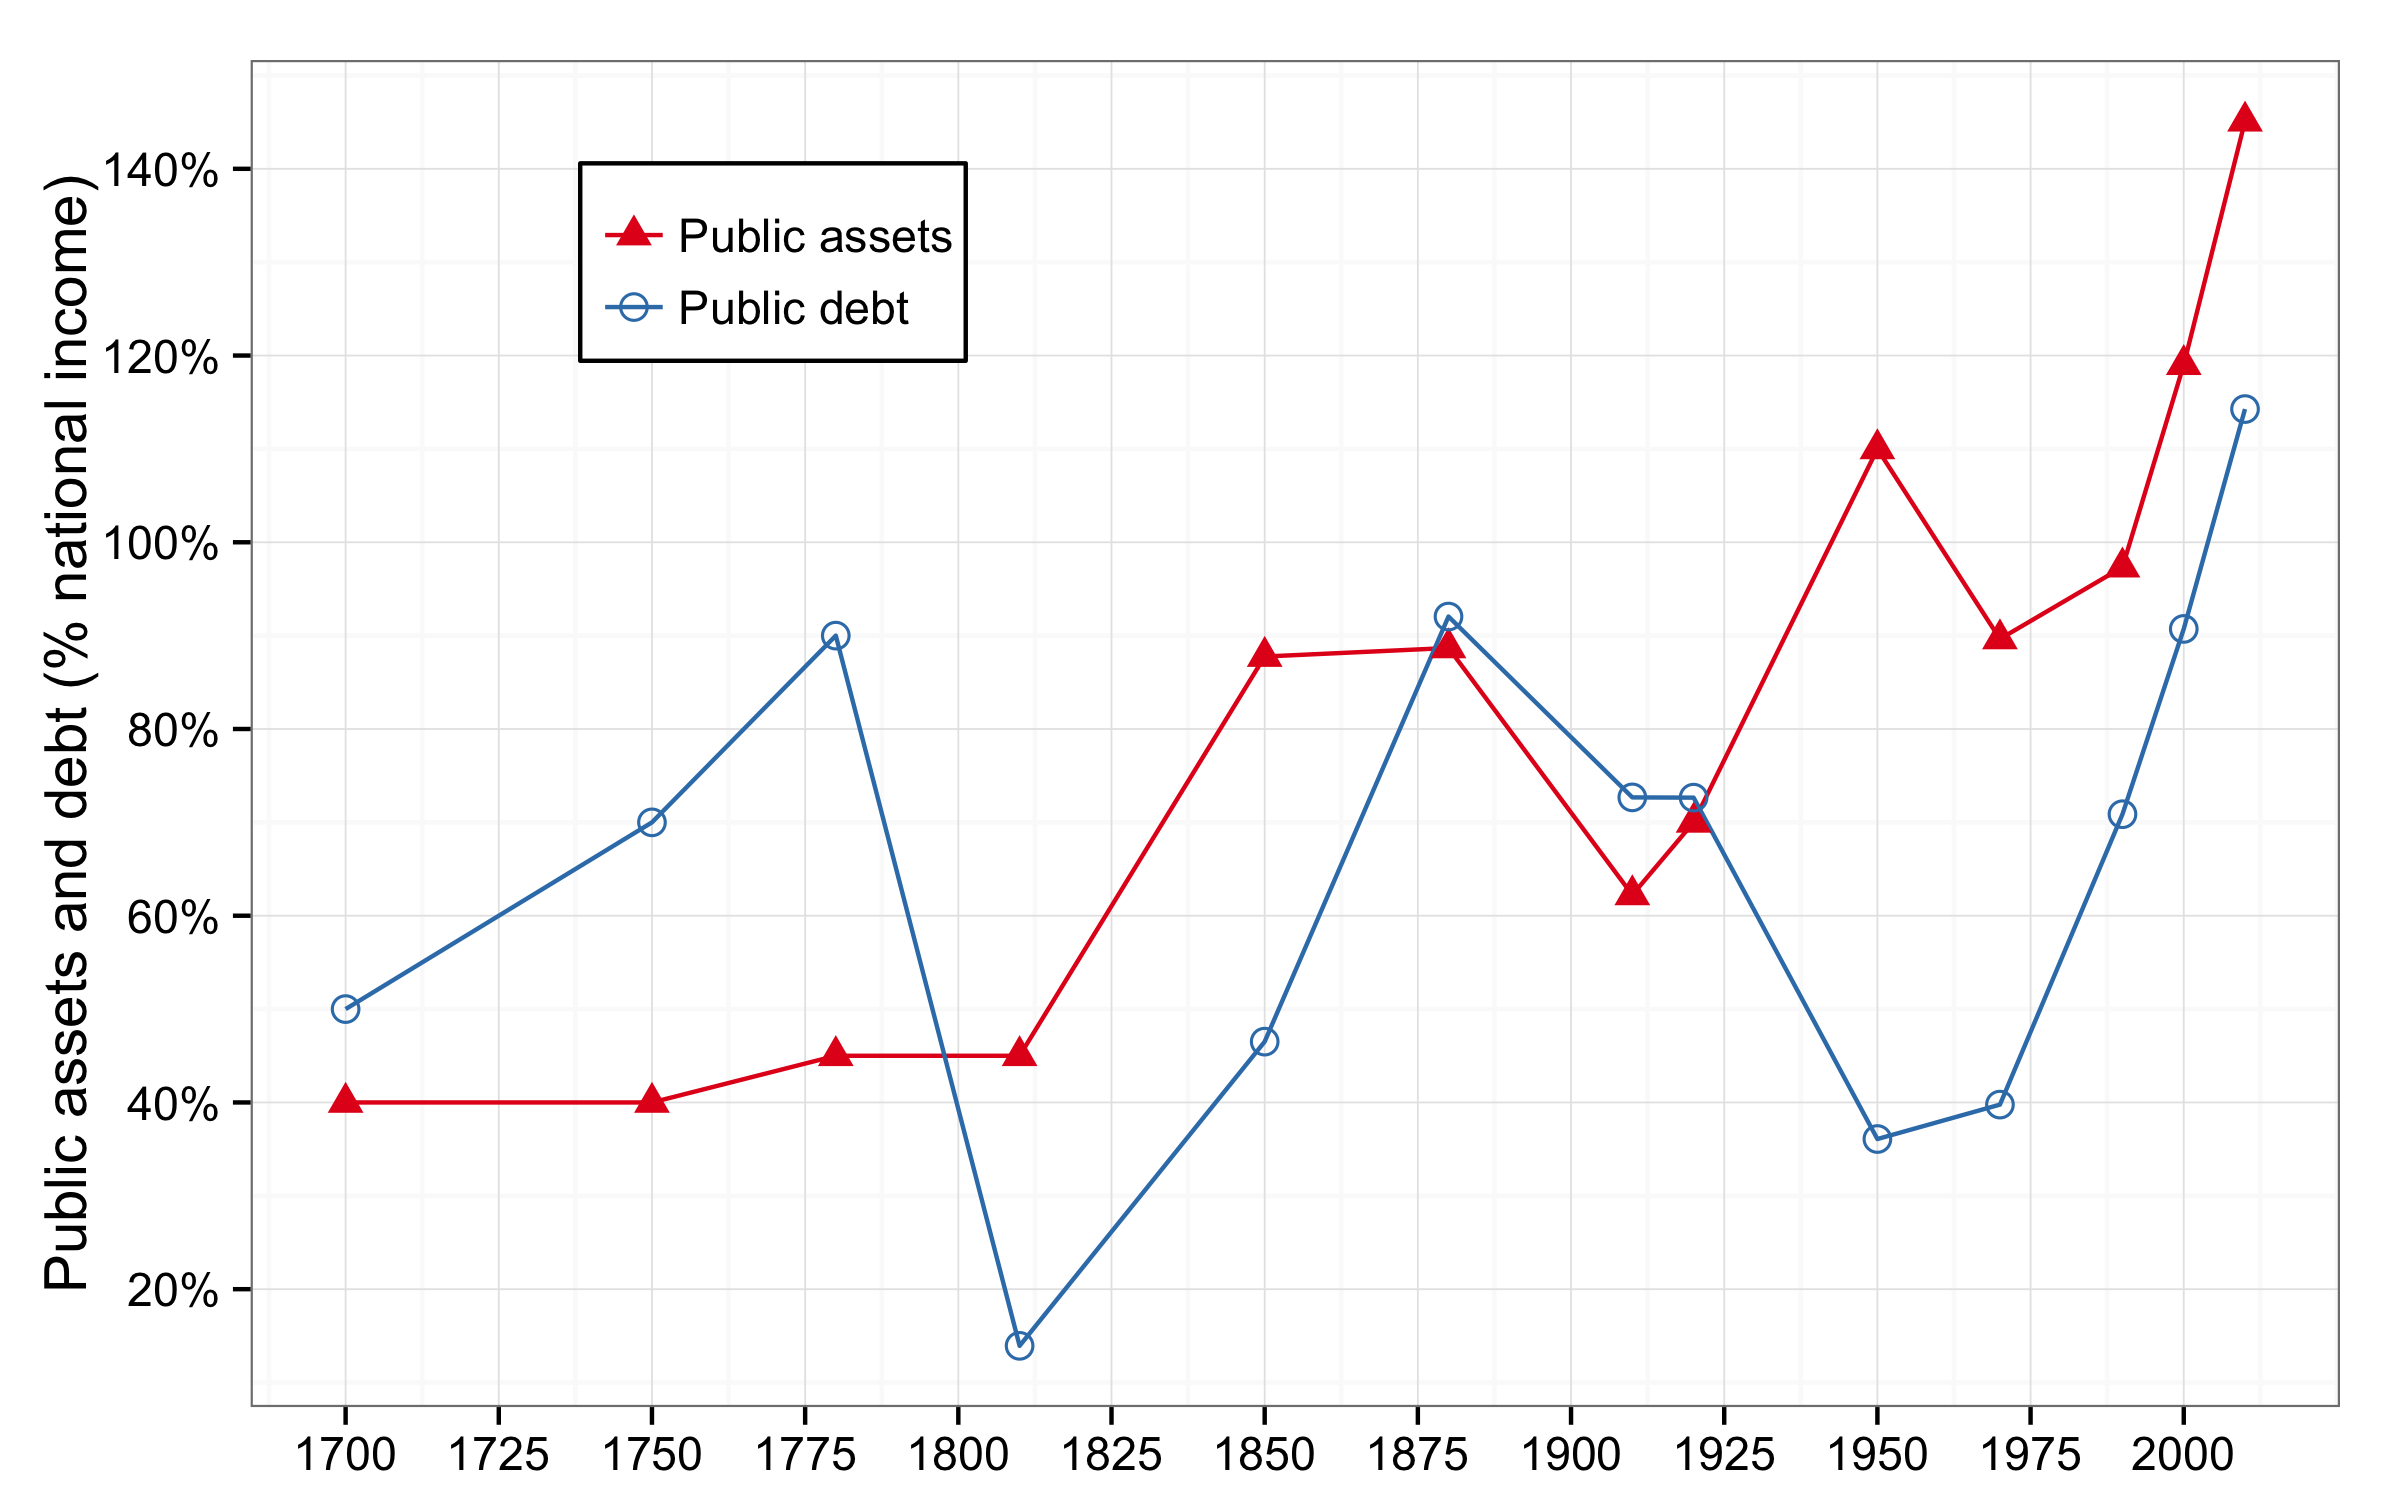 Public assets and debt (% national income)
140%
120%
100%
80%
60%
40%
20%
Public assets
Public debt
1700 1725 1750 1775 1800 1825 1850 1875 1900 1925 1950 1975 2000